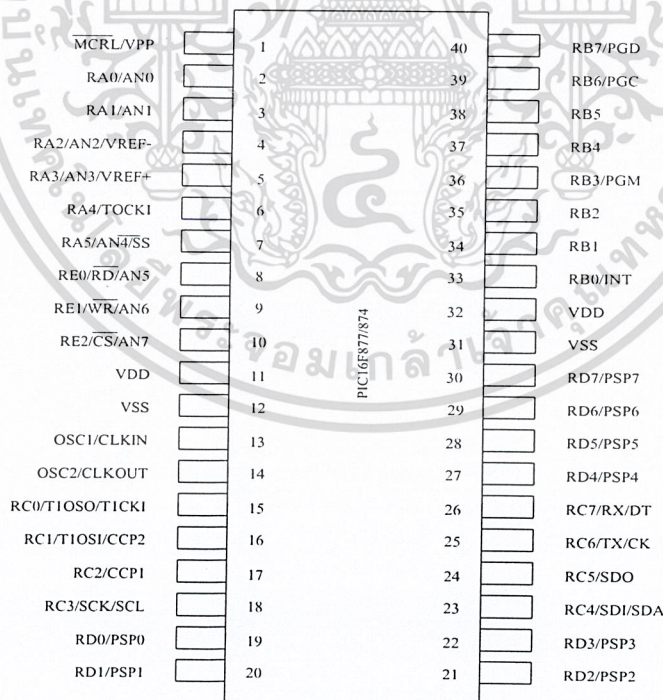 MCRL/VPP 1 40 RB7/PGD
RA0/AN0 2 39 RB6/PGC
RA1/AN1 3 38 RB5
RA2/AN2/VREF- 4 37 RB4
RA3/AN3/VREF+ 5 36 RB3/PGM
RA4/TOCKI 6 35 RB2
RA5/AN4/SS 7 34 RB1
RE0/RD/AN5 8 33 RB0/INT
RE1/WR/AN6 9 32 VDD
RE2/CS/AN7 10 31 VSS
VDD 11 30 RD7/PSP7
VSS 12 29 RD6/PSP6
OSC1/CLKIN 13 28 RD5/PSP5
OSC2/CLKOUT 14 27 RD4/PSP4
RC0/T1OSO/T1CKI 15 26 RC7/RX/DT
RC1/T1OSI/CCP2 16 25 RC6/TX/CK
RC2/CCP1 17 24 RC5/SDO
RC3/SCK/SCL 18 23 RC4/SDI/SDA
RD0/PSP0 19 22 RD3/PSP3
RD1/PSP1 20 21 RD2/PSP2
PIC16F877/874